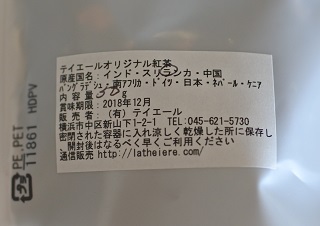 テイエールオリジナル紅茶
原産国名：インド・スリランカ・中国
バングラデシュ・南アフリカ・ドイツ・日本・ネパール・ケニア
内容量 50g
賞味期限：2018年12月
販売者：（有）テイエール
横浜市中区新山下1-2-1 TEL:045-621-5730
密閉された容器に入れ涼しく乾燥した所に保存し
、開封後はなるべく早くご利用ください
通信販売 http://latheiere.com/
PE,PET
11861 HDPV